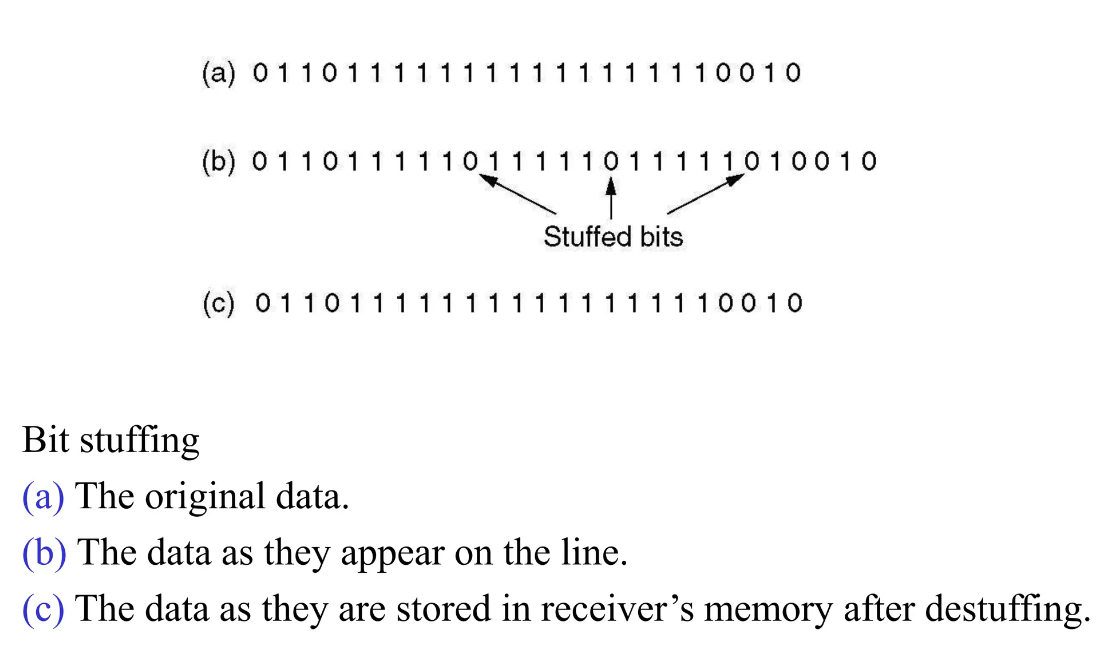 (a) 0 1 1 0 1 1 1 1 1 1 1 1 1 1 1 1 1 1 1 1 0 0 1 0
(b) 0 1 1 0 1 1 1 1 1 0 1 1 1 1 1 0 1 1 1 1 1 0 1 0 0 1 0
Stuffed bits
(c) 0 1 1 0 1 1 1 1 1 1 1 1 1 1 1 1 1 1 1 1 0 0 1 0
Bit stuffing
(a) The original data.
(b) The data as they appear on the line.
(c) The data as they are stored in receiver’s memory after destuffing.